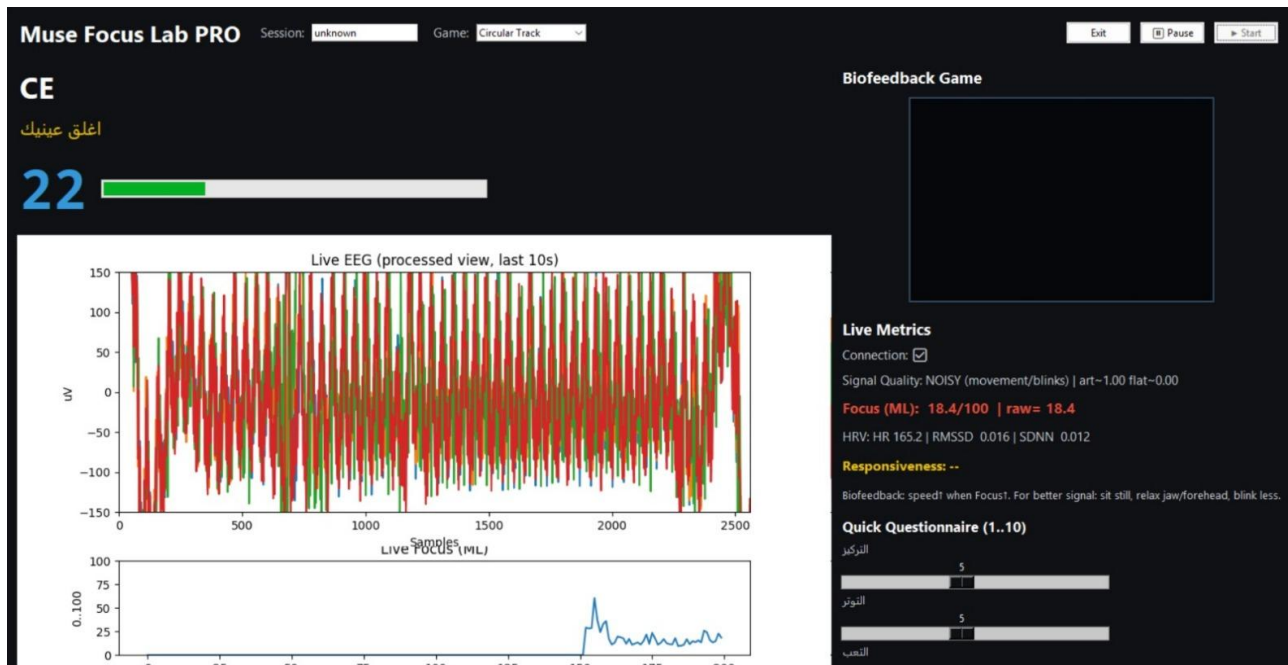 Muse Focus Lab PRO Session: unknown Game: Circular Track Exit Pause Start
CE
اغلق عينيك
22
Live EEG (processed view, last 10s)
150
100
50
0
−50
−100
−150
uV
0 500 1000 1500 2000 2500
Samples
Live Focus (ML)
100
75
50
25
0
0..100
Biofeedback Game
Live Metrics
Connection:
Signal Quality: NOISY (movement/blinks) | art~1.00 flat~0.00
Focus (ML): 18.4/100 | raw= 18.4
HRV: HR 165.2 | RMSSD 0.016 | SDNN 0.012
Responsiveness: --
Biofeedback: speed↑ when Focus↑. For better signal: sit still, relax jaw/forehead, blink less.
Quick Questionnaire (1..10)
التركيز
5
التوتر
5
التعب